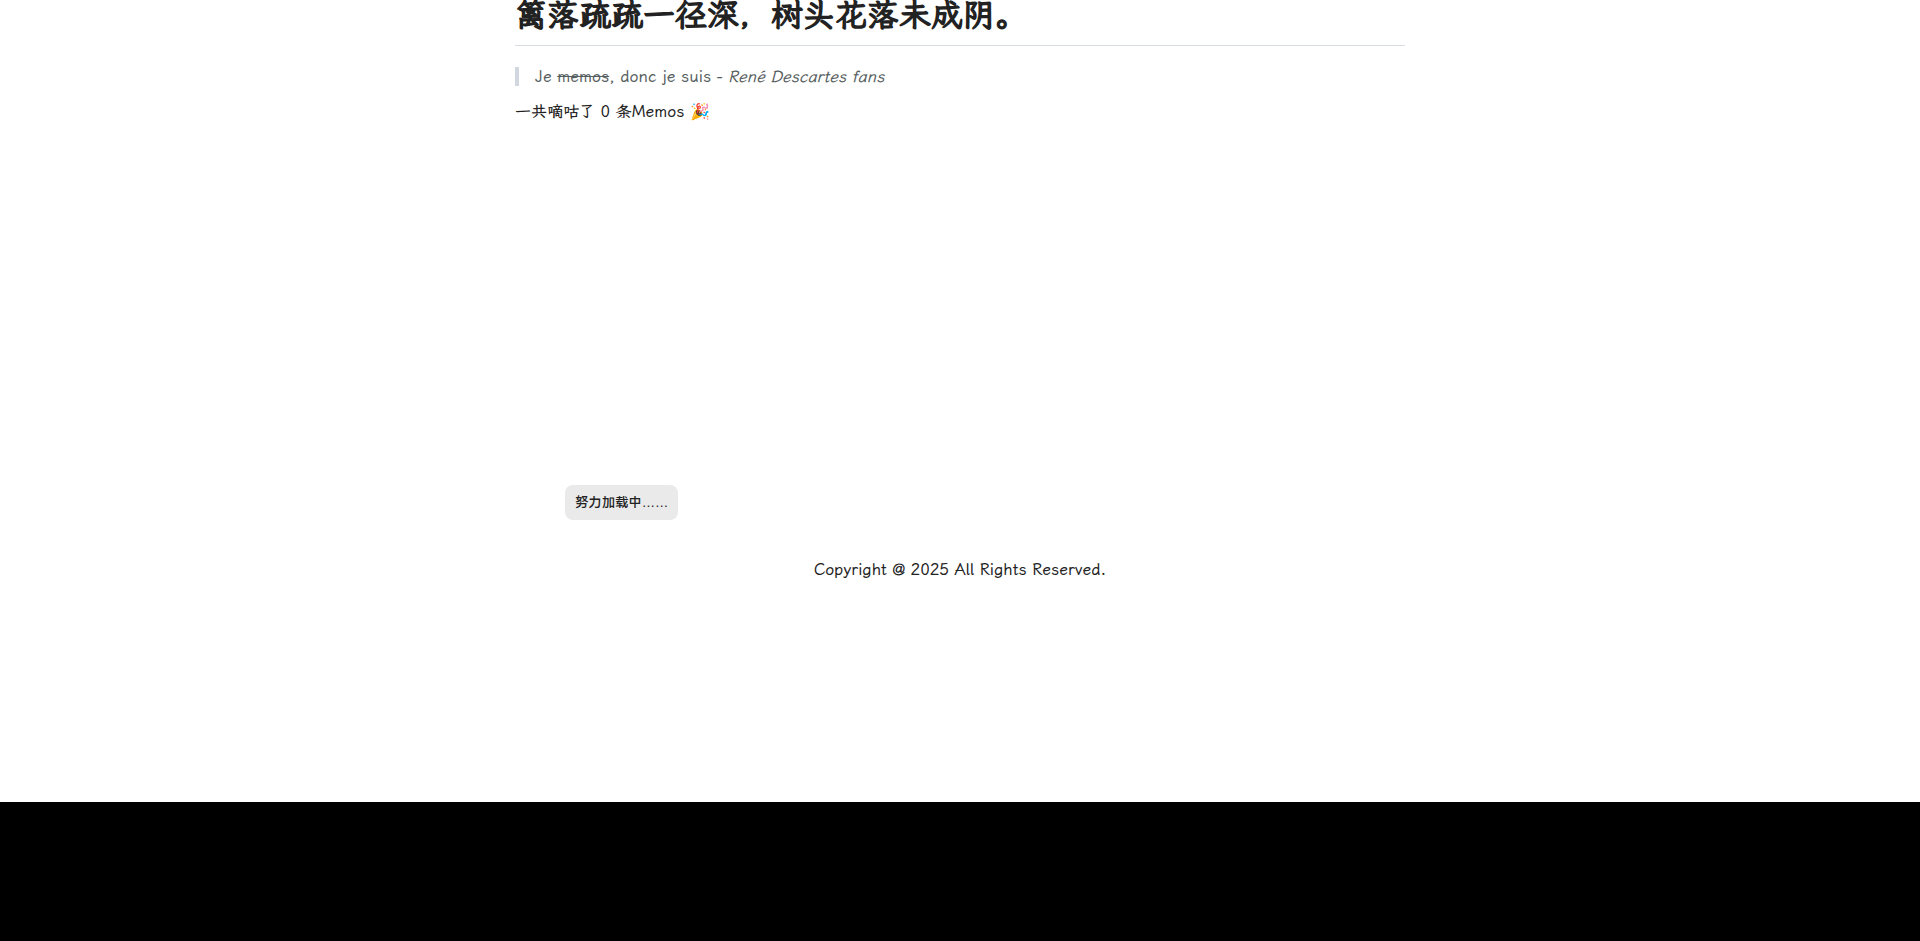 篱落疏疏一径深，树头花落未成阴。
Je memos, donc je suis - René Descartes fans
一共嘀咕了 0 条Memos 🎉
努力加载中……
Copyright @ 2025 All Rights Reserved.